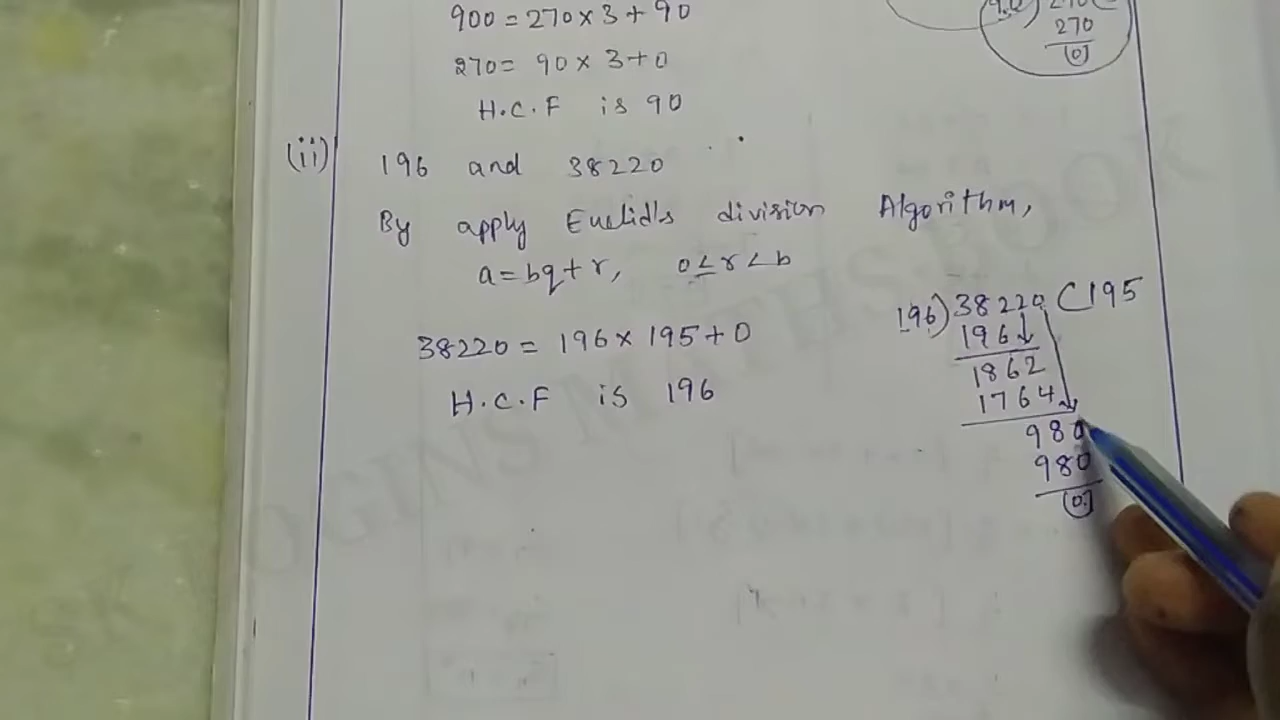 900 = 270 × 3 + 90
270 = 90 × 3 + 0
H.C.F is 90
270
0
(ii) 196 and 38220
By apply Euclid's division Algorithm,
a = bq + r, 0 ≤ r < b
38220 = 196 × 195 + 0
H.C.F is 196
196) 38220 ( 195
196
1862
1764
980
980
0